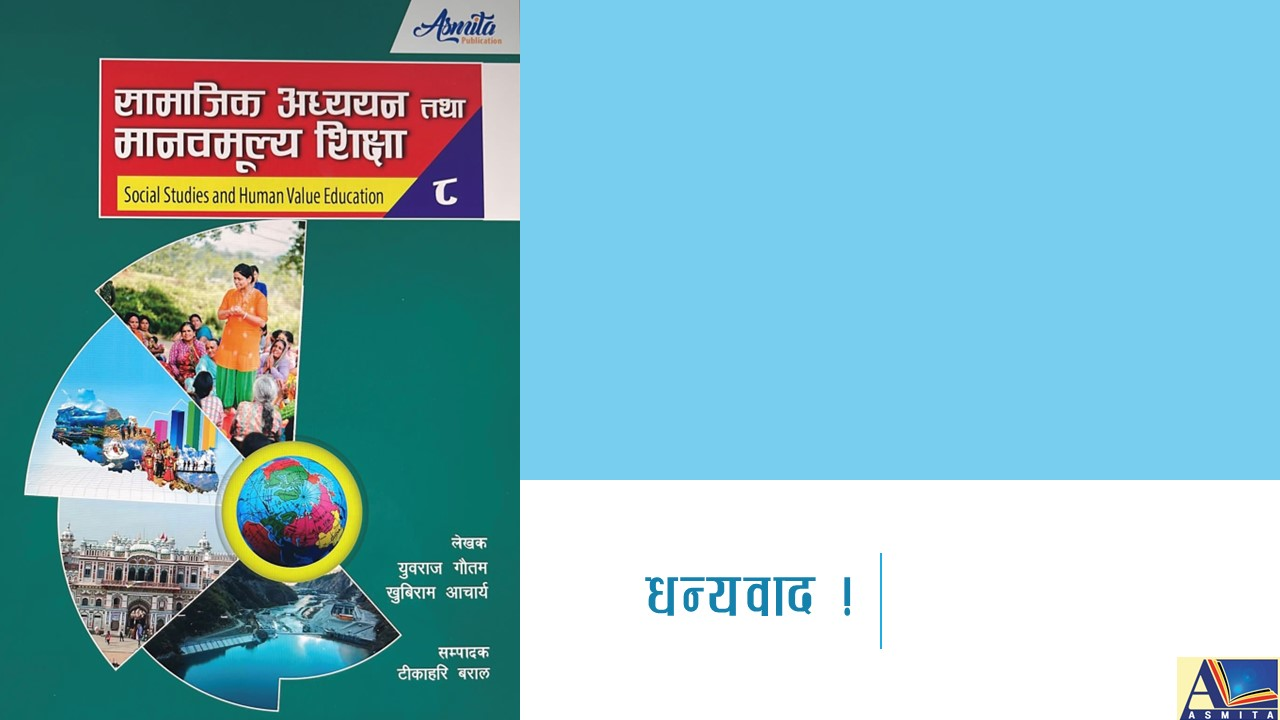 Asmita
Publication
सामाजिक अध्ययन तथा
मानवमूल्य शिक्षा
Social Studies and Human Value Education
८
लेखक
युवराज गौतम
खुबिराम आचार्य
सम्पादक
टीकाहरि बराल
धन्यवाद !
A
ASMITA